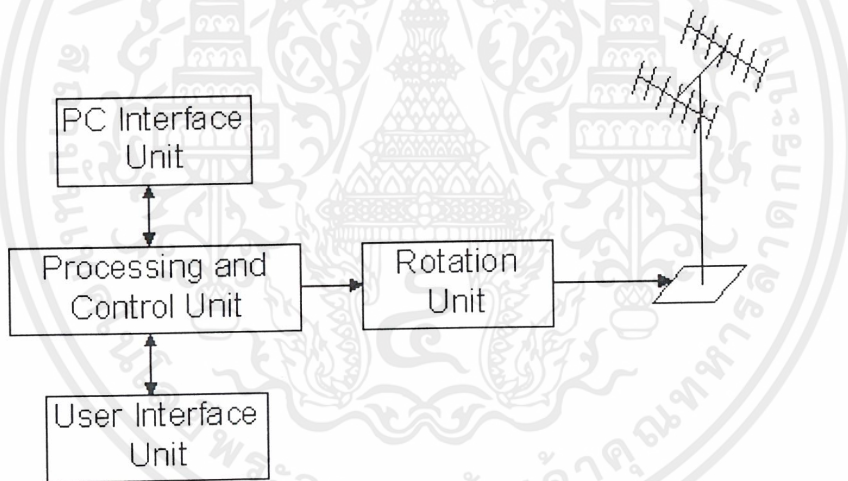 PC Interface
Unit
Processing and
Control Unit
Rotation
Unit
User Interface
Unit